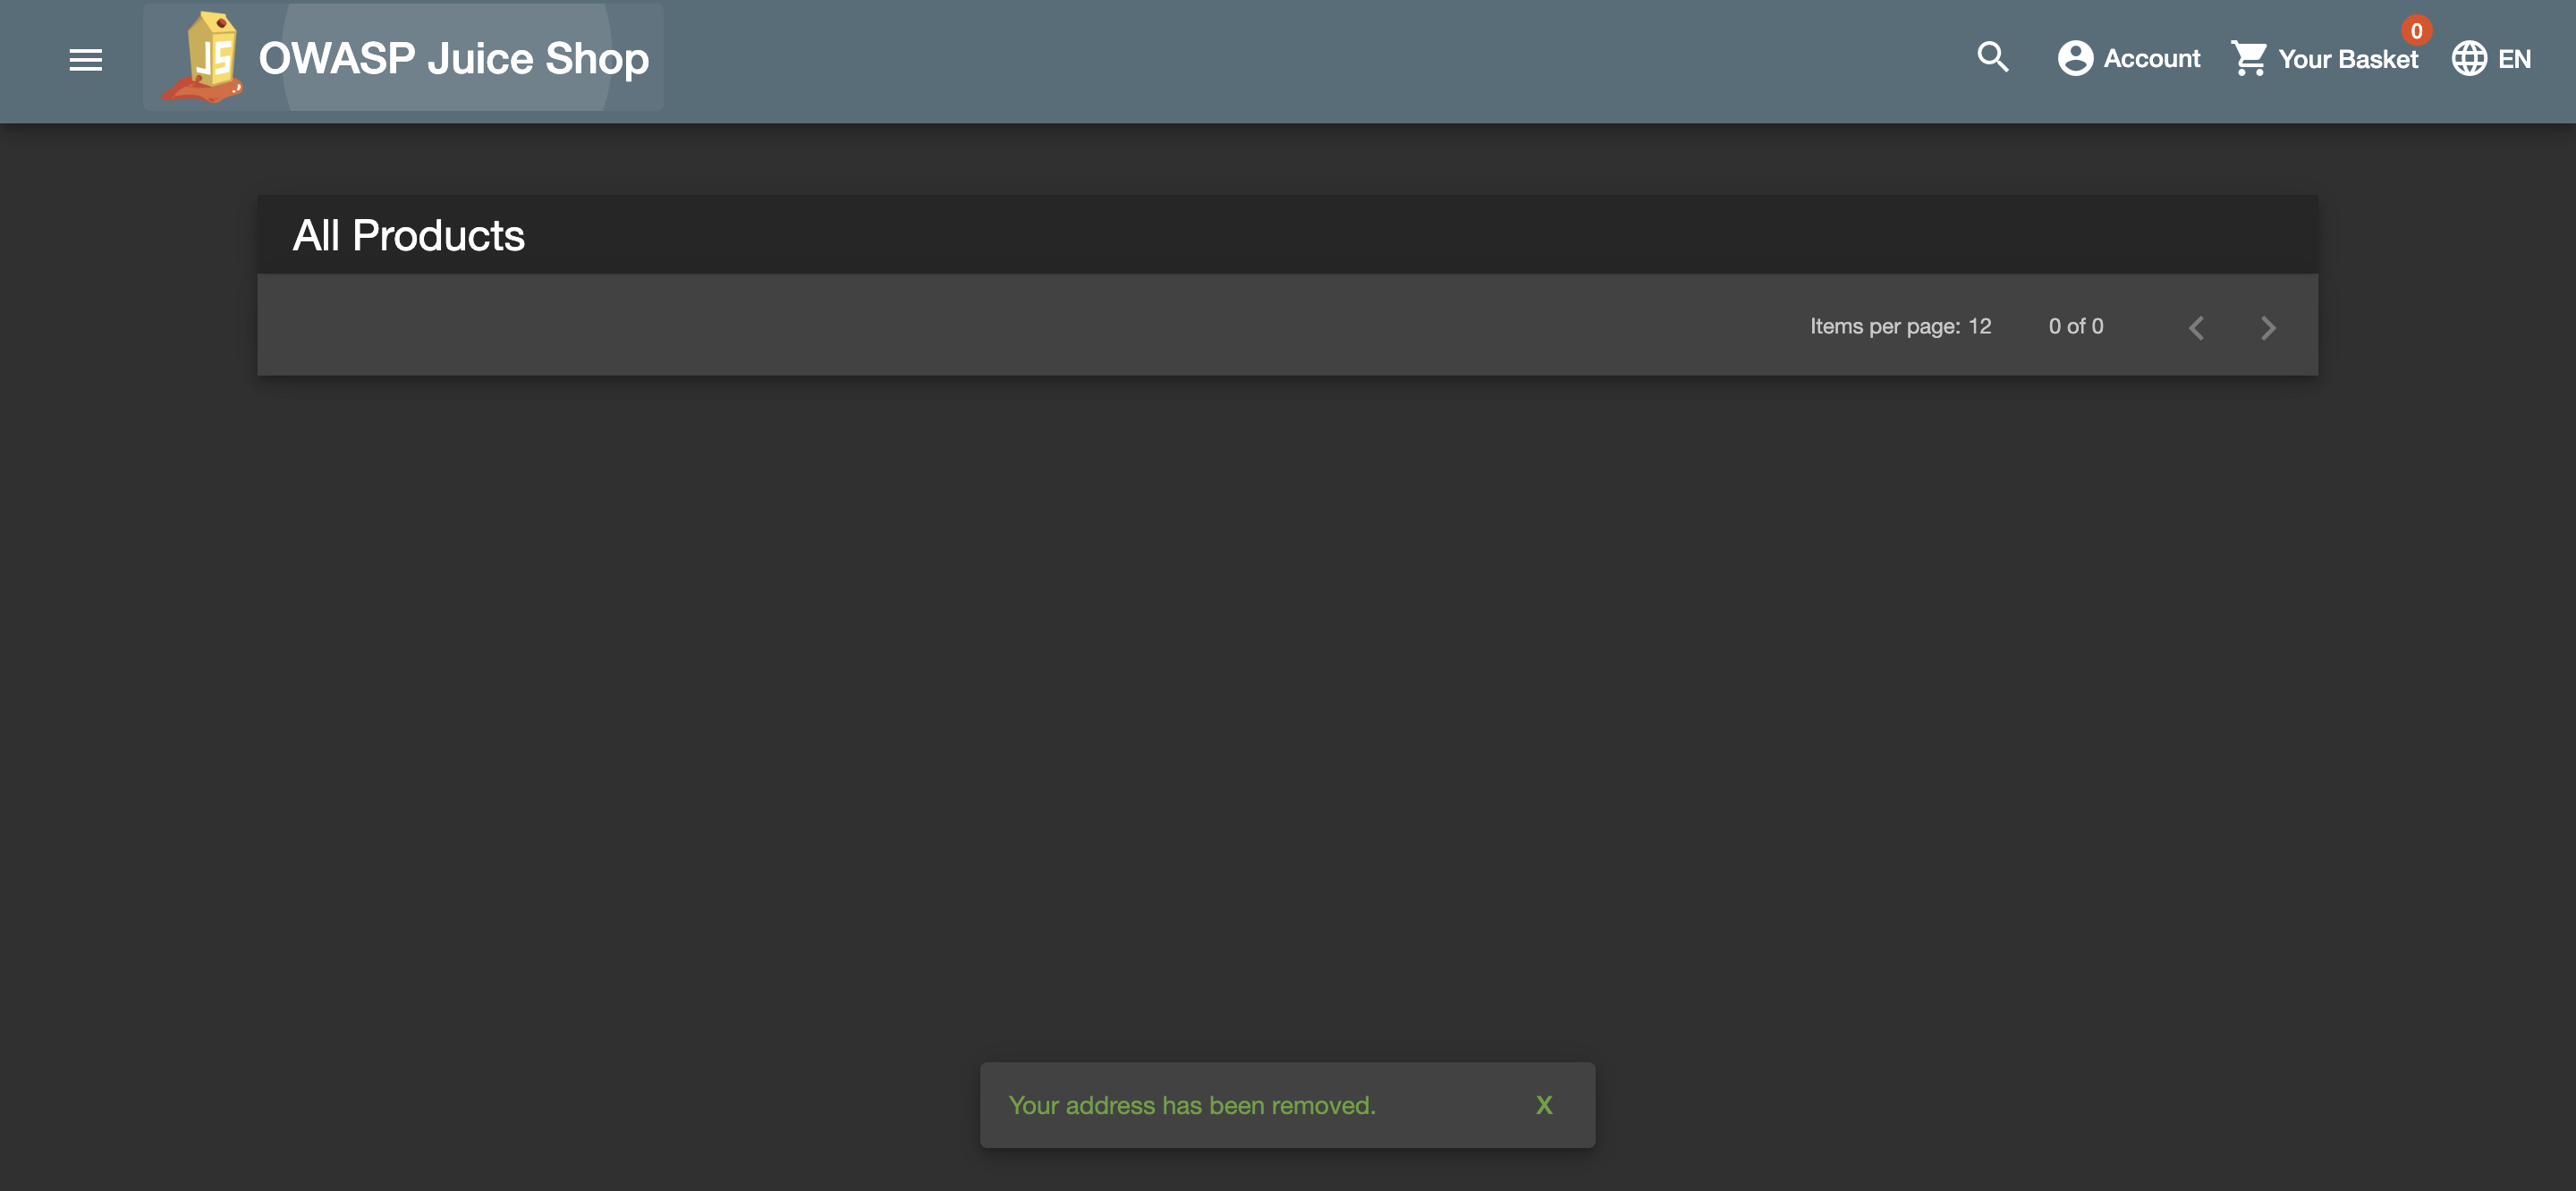 JS
OWASP Juice Shop
Account
Your Basket
0
EN
All Products
Items per page: 12
0 of 0
Your address has been removed.
X